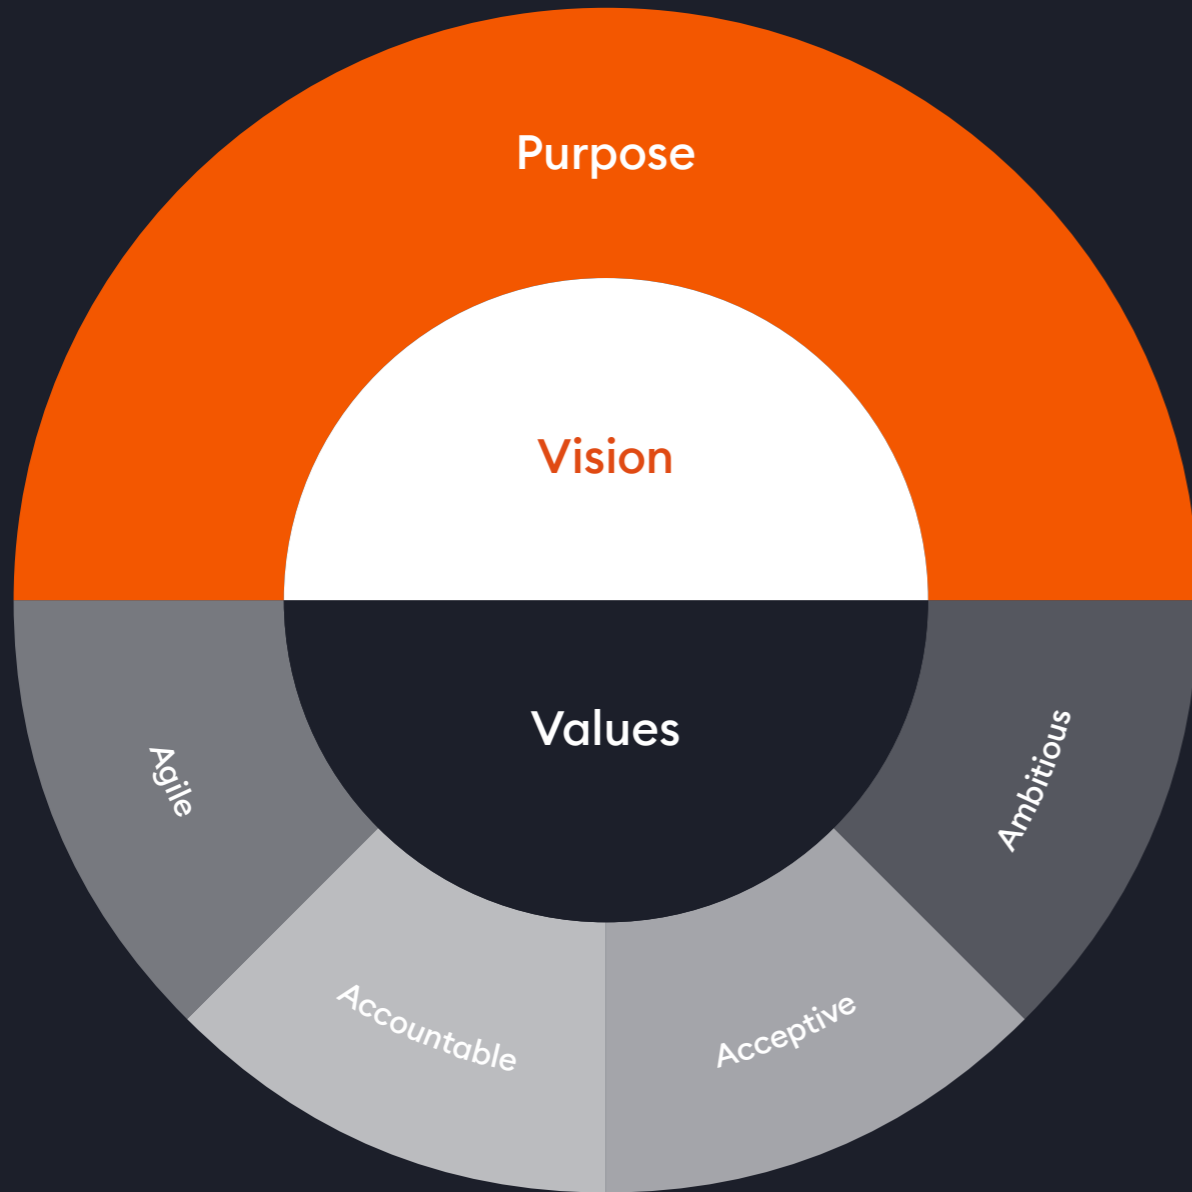 Purpose
Vision
Values
Agile
Accountable
Acceptive
Ambitious